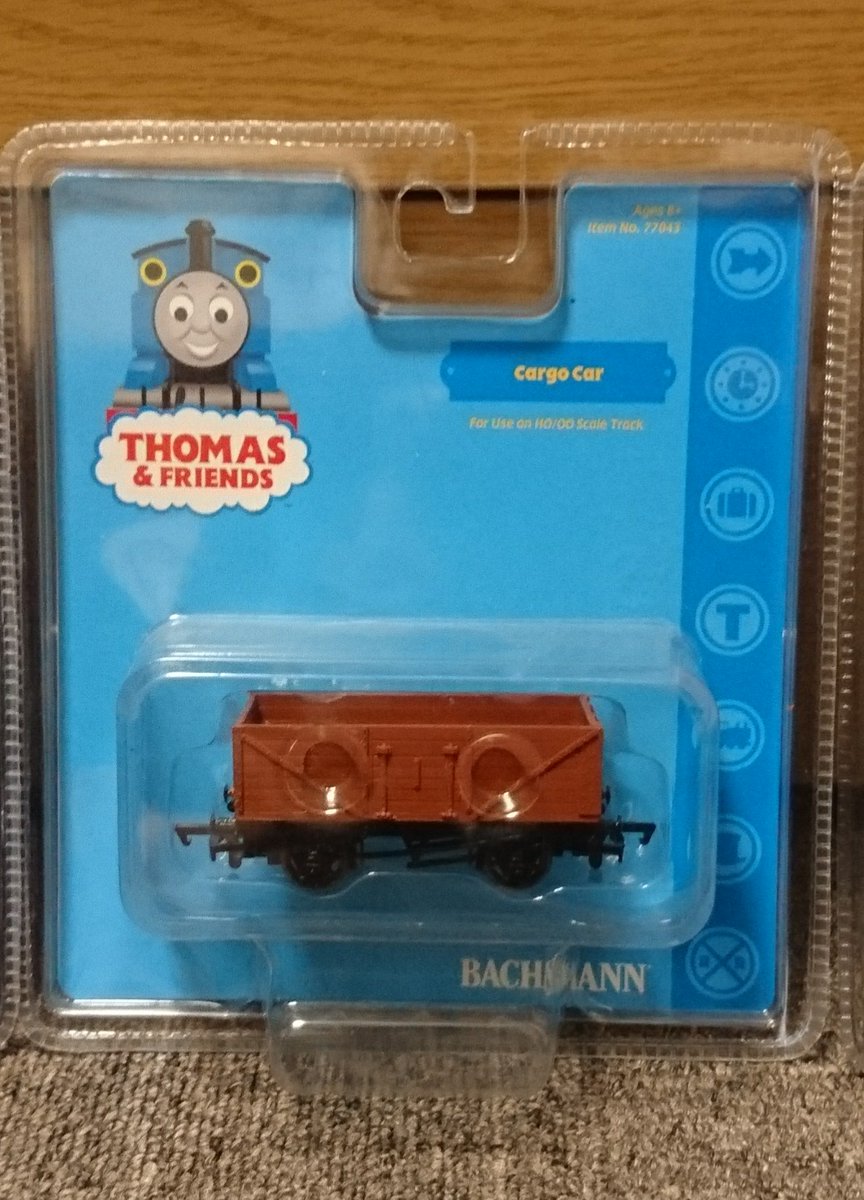 Ages 8+
Item No. 77043
Cargo Car
For Use on HO/OO Scale Track
THOMAS
& FRIENDS
T
BACHMANN